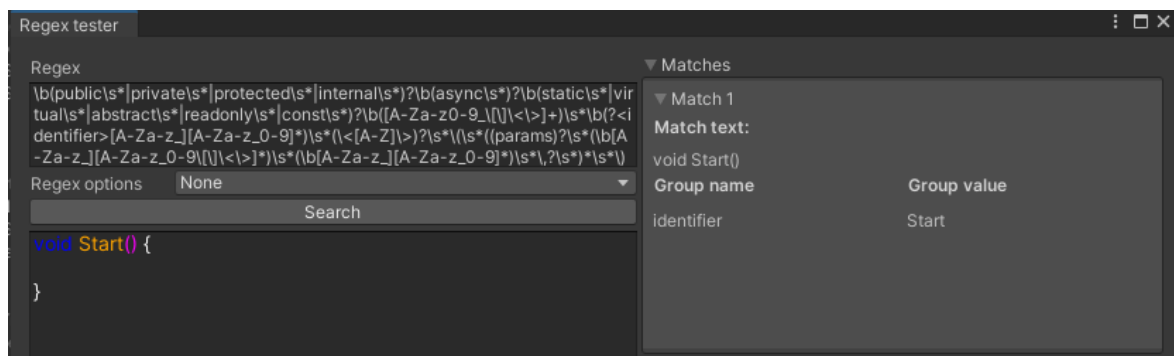 Regex tester
Regex
\b(public\s*|private\s*|protected\s*|internal\s*)?\b(async\s*)?\b(static\s*|vir
tual\s*|abstract\s*|readonly\s*|const\s*)?\b([A-Za-z0-9_\[\]\<\>]+)\s*\b(?<
identifier>[A-Za-z_][A-Za-z_0-9]*)\s*(\<[A-Z]\>)?\s*\(\s*((params)?\s*(\b[A
-Za-z_][A-Za-z_0-9\[\]\<\>]*)\s*(\b[A-Za-z_][A-Za-z_0-9]*)\s*\,?\s*)*\s*\)
Regex options None
Search
void Start() {
}
Matches
Match 1
Match text:
void Start()
Group name Group value
identifier Start